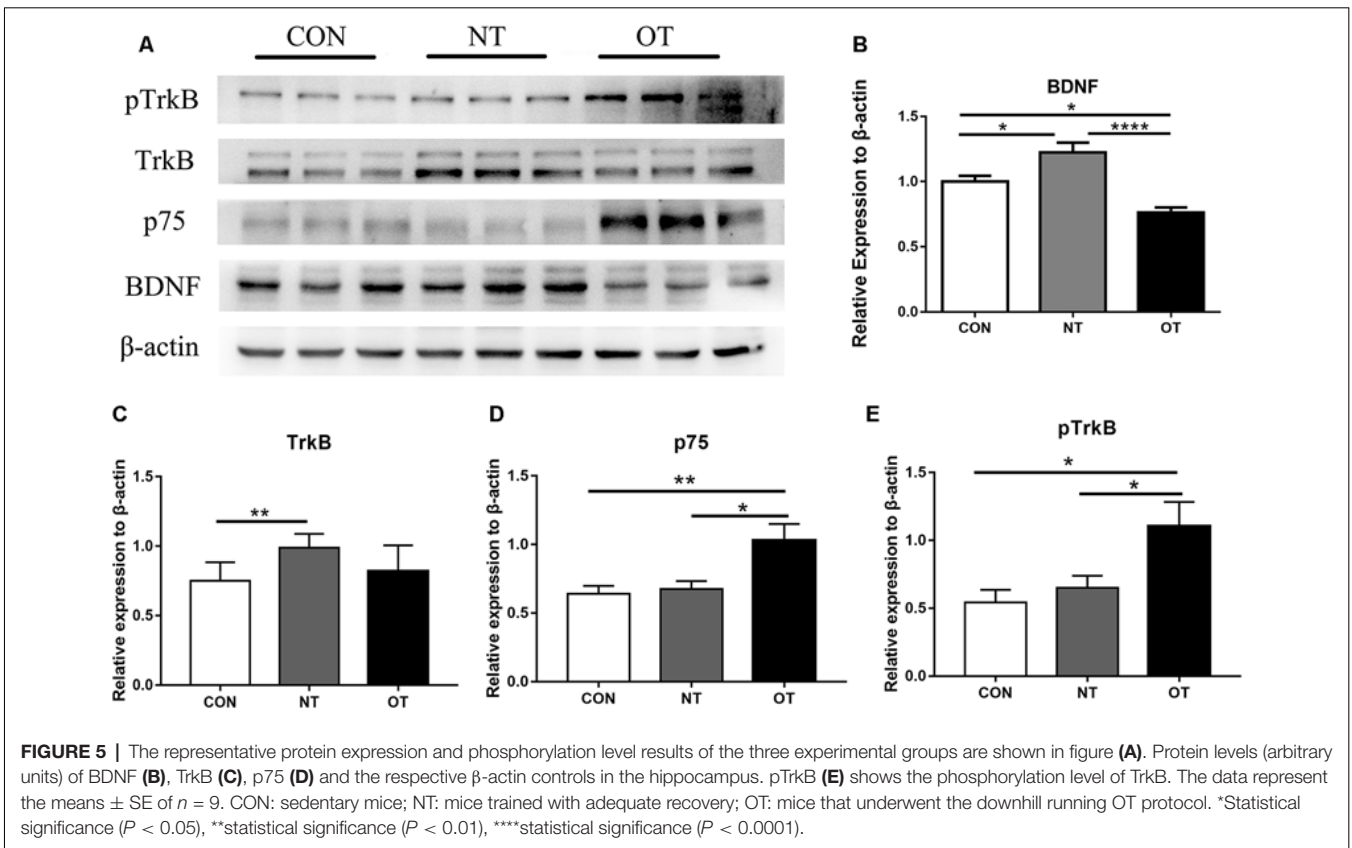 A
CON NT OT
pTrkB
TrkB
p75
BDNF
β-actin
B
BDNF
Relative Expression to β-actin
1.5
1.0
0.5
0.0
*
* ****
CON NT OT
C
TrkB
Relative expression to β-actin
1.5
1.0
0.5
0.0
**
CON NT OT
D
p75
Relative expression to β-actin
1.5
1.0
0.5
0.0
**
*
CON NT OT
E
pTrkB
Relative expression to β-actin
1.5
1.0
0.5
0.0
*
*
CON NT OT
FIGURE 5 | The representative protein expression and phosphorylation level results of the three experimental groups are shown in figure (A). Protein levels (arbitrary
units) of BDNF (B), TrkB (C), p75 (D) and the respective β-actin controls in the hippocampus. pTrkB (E) shows the phosphorylation level of TrkB. The data represent
the means ± SE of n = 9. CON: sedentary mice; NT: mice trained with adequate recovery; OT: mice that underwent the downhill running OT protocol. *Statistical
significance (P < 0.05), **statistical significance (P < 0.01), ****statistical significance (P < 0.0001).